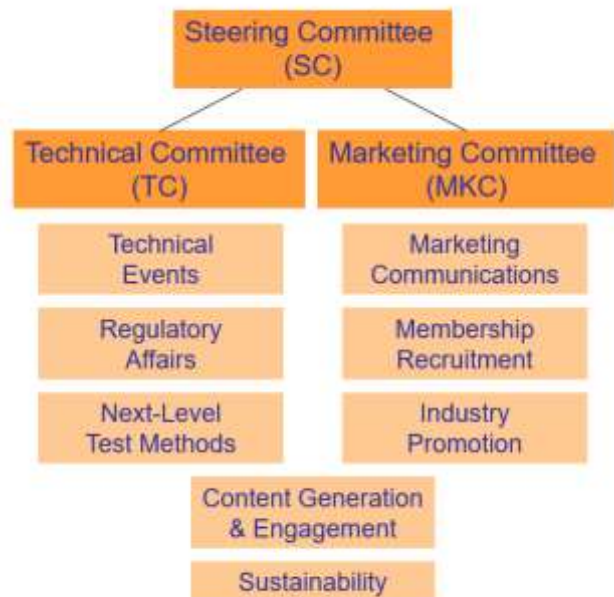 Steering Committee
(SC)
Technical Committee
(TC)
Marketing Committee
(MKC)
Technical
Events
Marketing
Communications
Regulatory
Affairs
Membership
Recruitment
Next-Level
Test Methods
Industry
Promotion
Content Generation
& Engagement
Sustainability